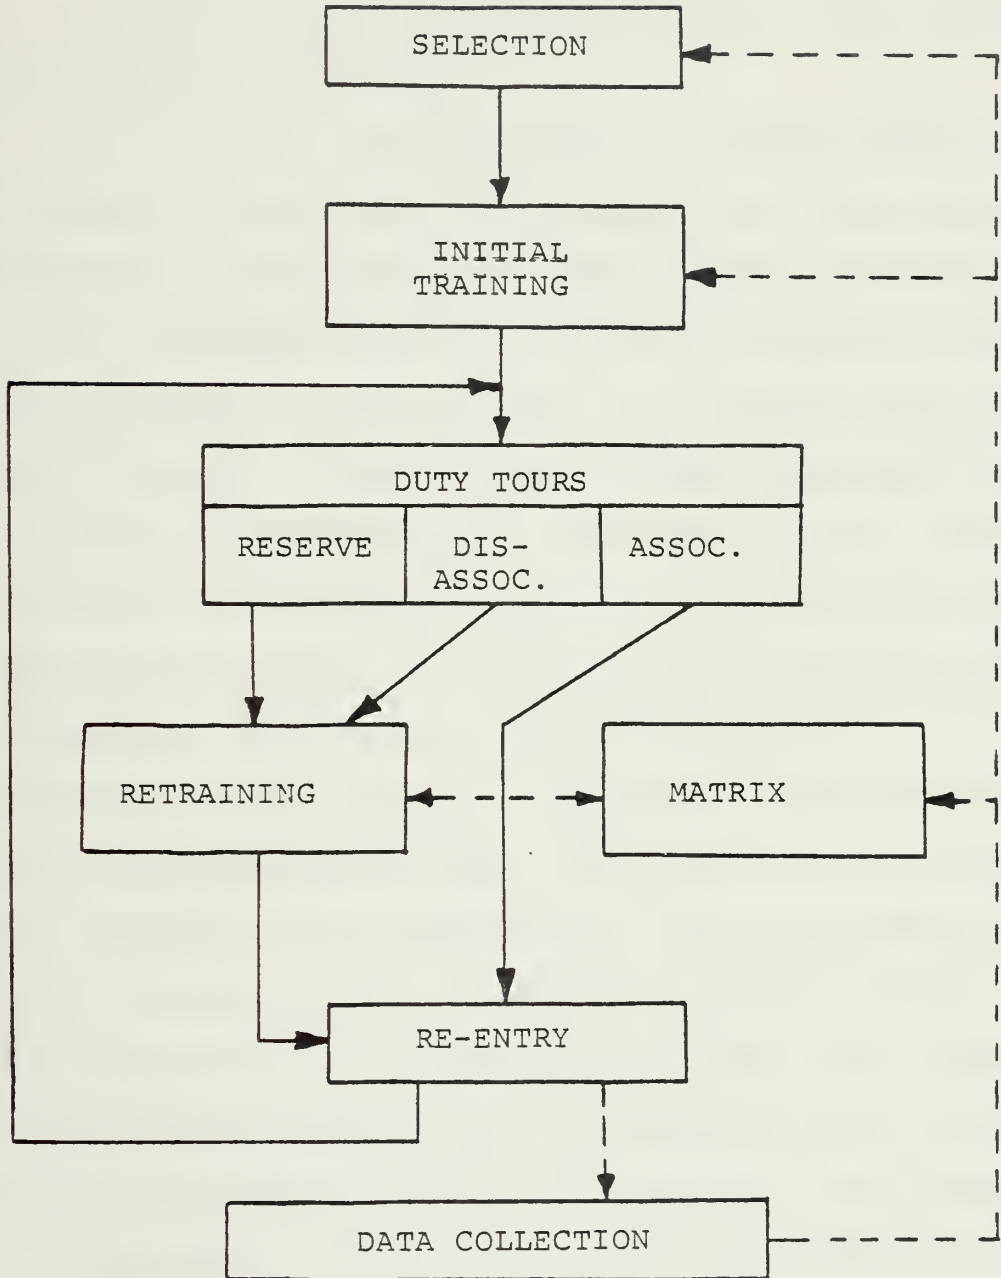 SELECTION
INITIAL
TRAINING
DUTY TOURS
RESERVE
DIS-
ASSOC.
ASSOC.
RETRAINING
MATRIX
RE-ENTRY
DATA COLLECTION